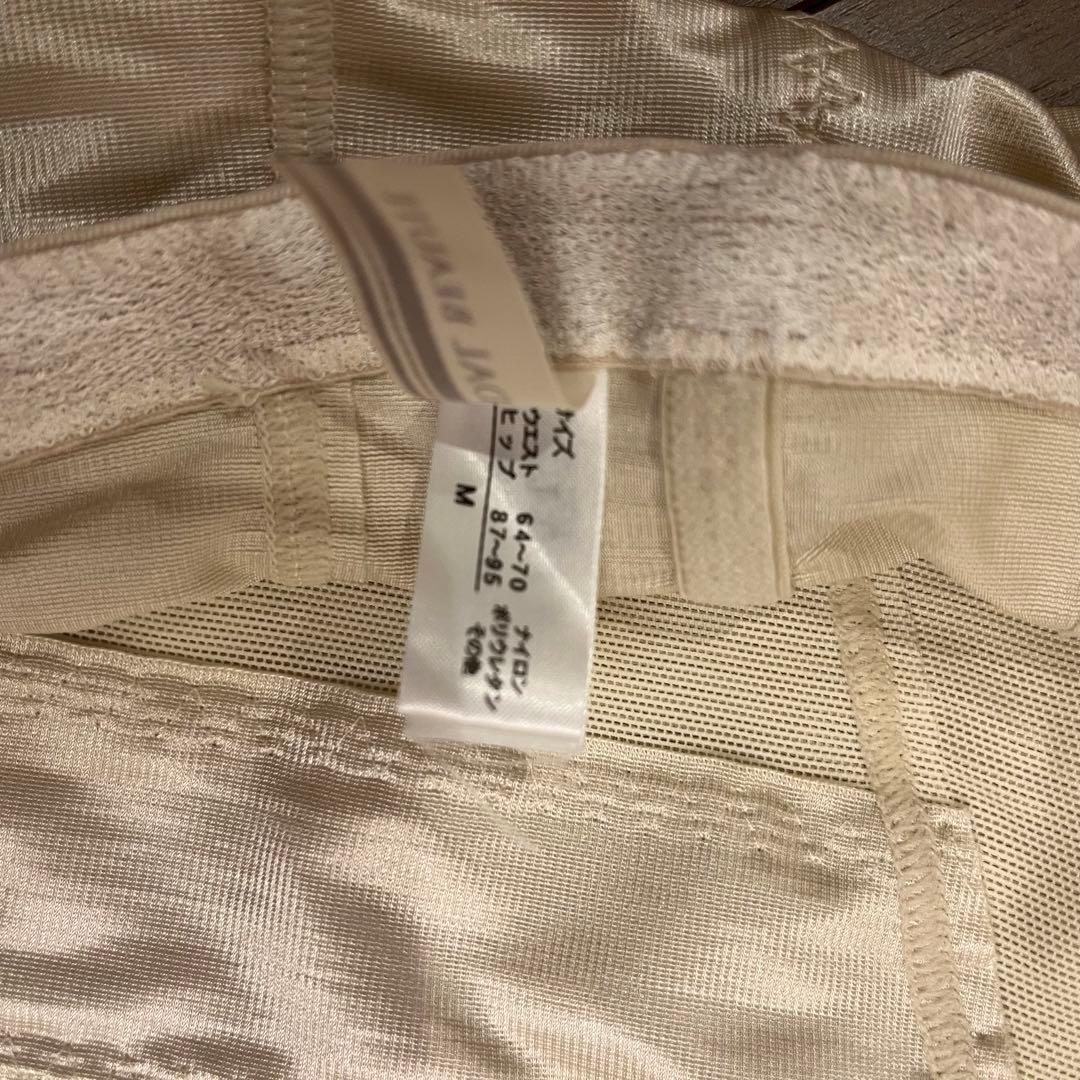 サイズ
ウエスト 64〜70 ナイロン
ヒップ 87〜95 ポリウレタン
M その他